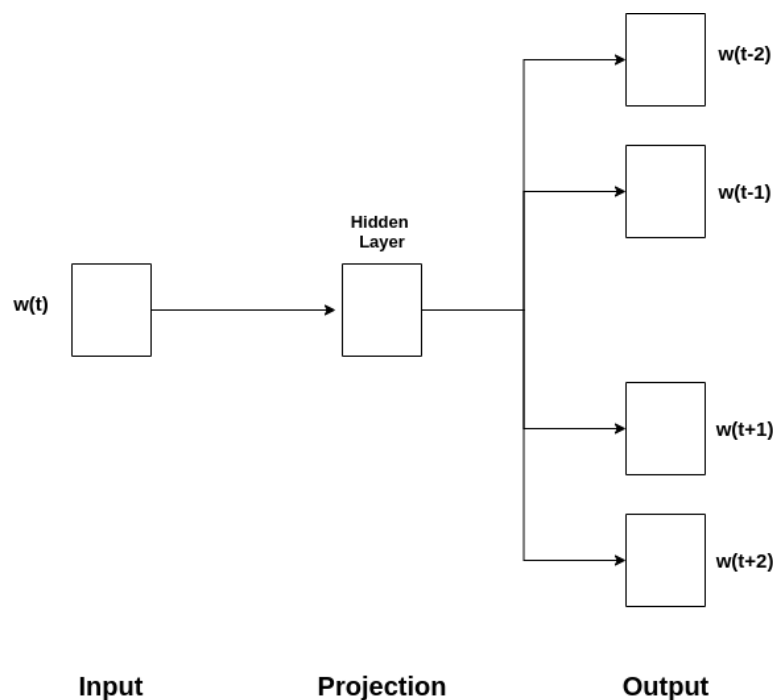 w(t-2)
w(t-1)
Hidden
Layer
w(t)
w(t+1)
w(t+2)
Input
Projection
Output